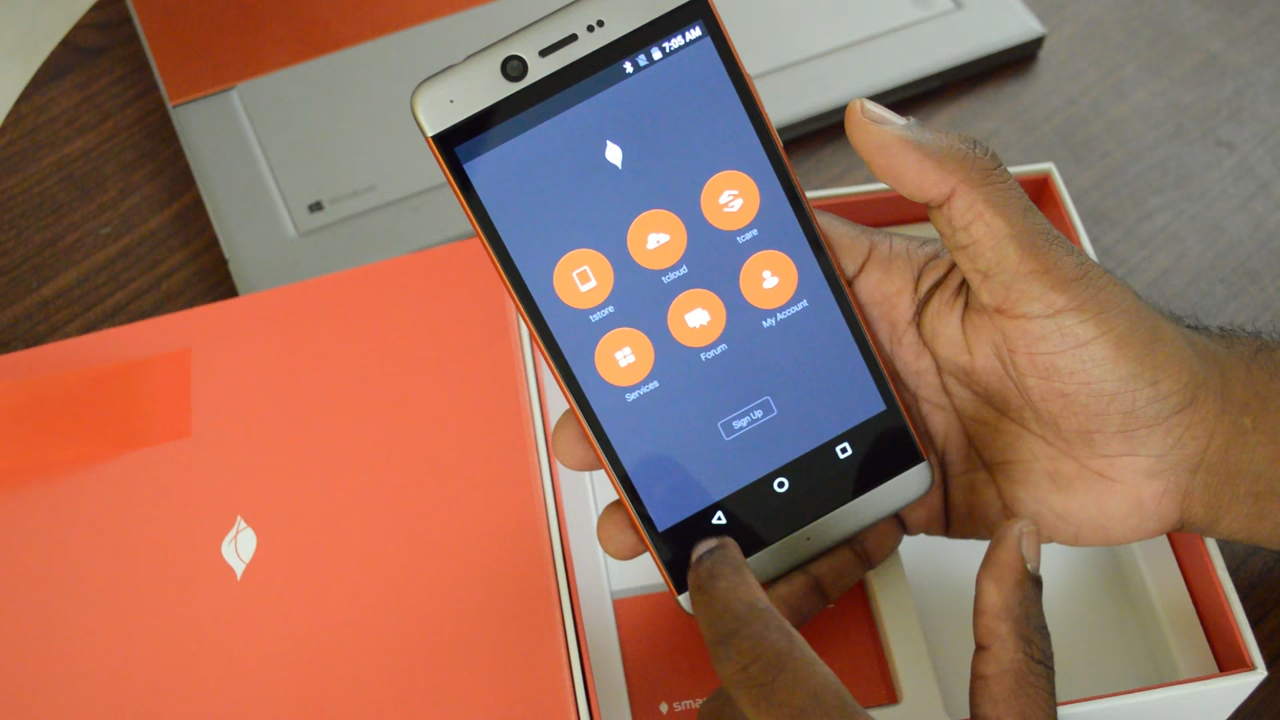 7:05 AM
tstore
tcloud
tcare
Services
Forum
My Account
Sign Up